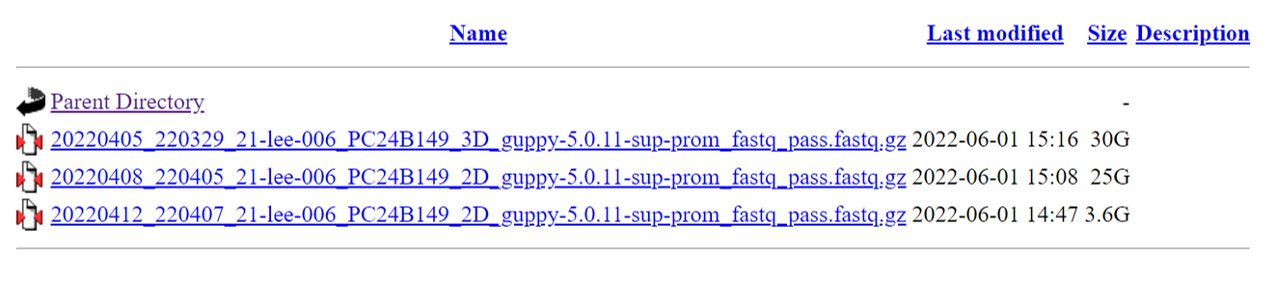 Name Last modified Size Description
Parent Directory -
20220405_220329_21-lee-006_PC24B149_3D_guppy-5.0.11-sup-prom_fastq_pass.fastq.gz 2022-06-01 15:16 30G
20220408_220405_21-lee-006_PC24B149_2D_guppy-5.0.11-sup-prom_fastq_pass.fastq.gz 2022-06-01 15:08 25G
20220412_220407_21-lee-006_PC24B149_2D_guppy-5.0.11-sup-prom_fastq_pass.fastq.gz 2022-06-01 14:47 3.6G